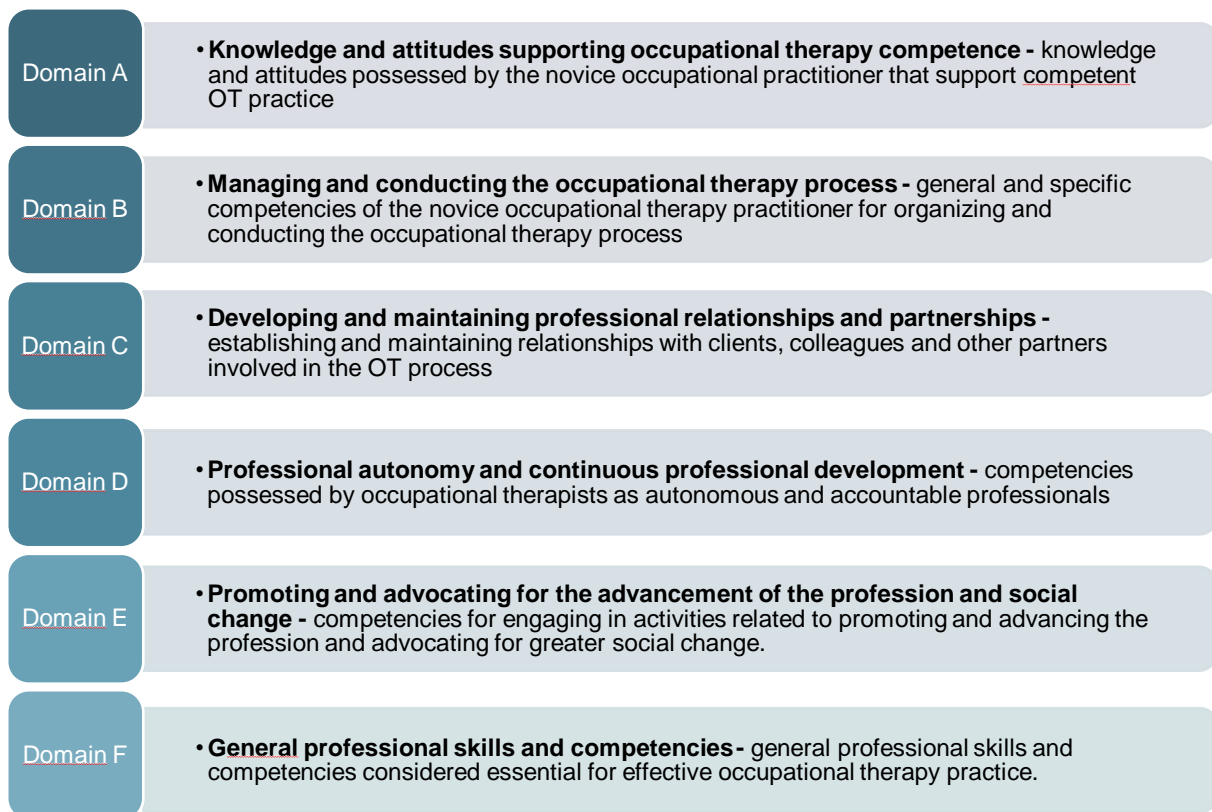 Domain A
• Knowledge and attitudes supporting occupational therapy competence - knowledge
and attitudes possessed by the novice occupational practitioner that support competent
OT practice
Domain B
• Managing and conducting the occupational therapy process - general and specific
competencies of the novice occupational therapy practitioner for organizing and
conducting the occupational therapy process
Domain C
• Developing and maintaining professional relationships and partnerships -
establishing and maintaining relationships with clients, colleagues and other partners
involved in the OT process
Domain D
• Professional autonomy and continuous professional development - competencies
possessed by occupational therapists as autonomous and accountable professionals
Domain E
• Promoting and advocating for the advancement of the profession and social
change - competencies for engaging in activities related to promoting and advancing the
profession and advocating for greater social change.
Domain F
• General professional skills and competencies- general professional skills and
competencies considered essential for effective occupational therapy practice.